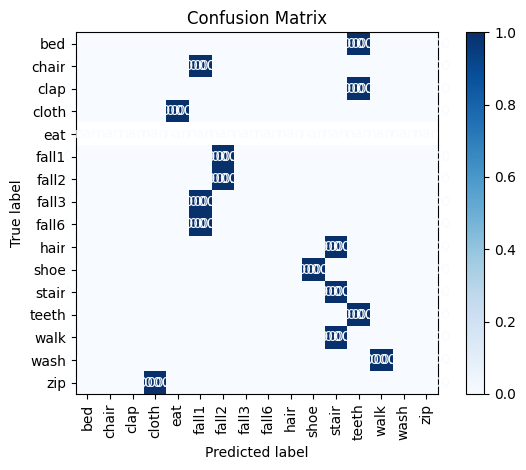 Confusion Matrix
True label
bed
chair
clap
cloth
eat
fall1
fall2
fall3
fall6
hair
shoe
stair
teeth
walk
wash
zip
bed chair clap cloth eat fall1 fall2 fall3 fall6 hair shoe stair teeth walk wash zip
Predicted label
1.0
0.8
0.6
0.4
0.2
0.0